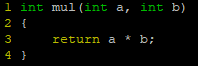 1 int mul(int a, int b)
2 {
3     return a * b;
4 }